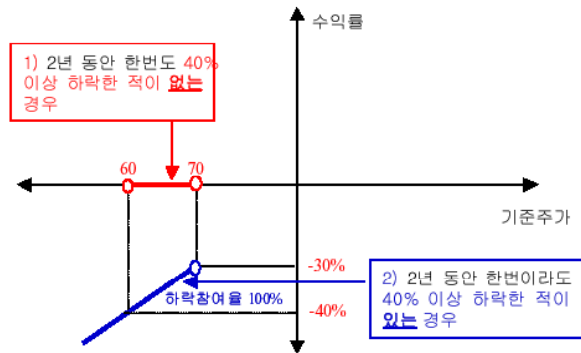 수익률
1) 2년 동안 한번도 40%
이상 하락한 적이 없는
경우
60
70
기준주가
-30%
하락참여율 100%
-40%
2) 2년 동안 한번이라도
40% 이상 하락한 적이
있는 경우